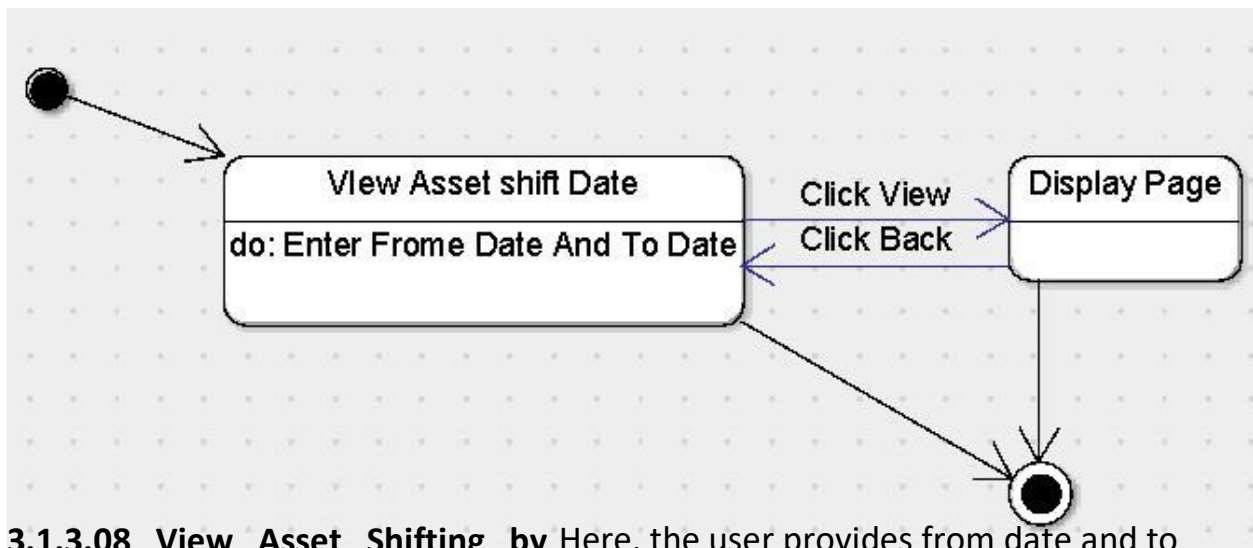 VIew Asset shift Date
do: Enter Frome Date And To Date
Click View
Click Back
Display Page
3.1.3.08 View Asset Shifting by Here, the user provides from date and to